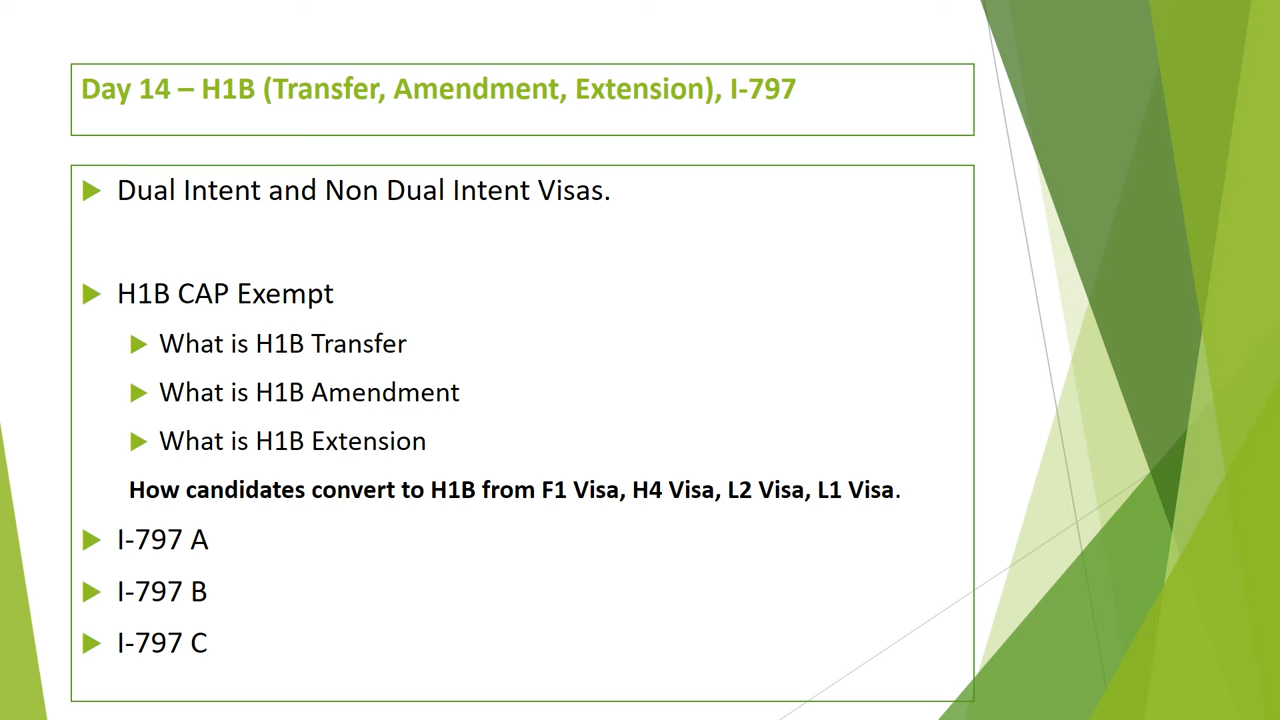 Day 14 – H1B (Transfer, Amendment, Extension), I-797
Dual Intent and Non Dual Intent Visas.
H1B CAP Exempt
What is H1B Transfer
What is H1B Amendment
What is H1B Extension
How candidates convert to H1B from F1 Visa, H4 Visa, L2 Visa, L1 Visa.
I-797 A
I-797 B
I-797 C